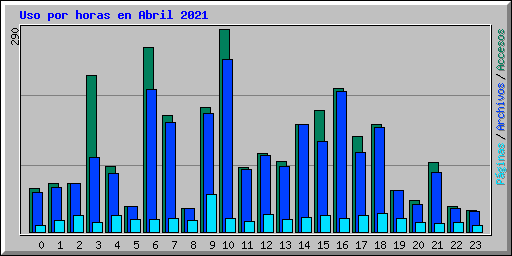 Uso por horas en Abril 2021
290
Páginas / Archivos / Accesos
0 1 2 3 4 5 6 7 8 9 10 11 12 13 14 15 16 17 18 19 20 21 22 23